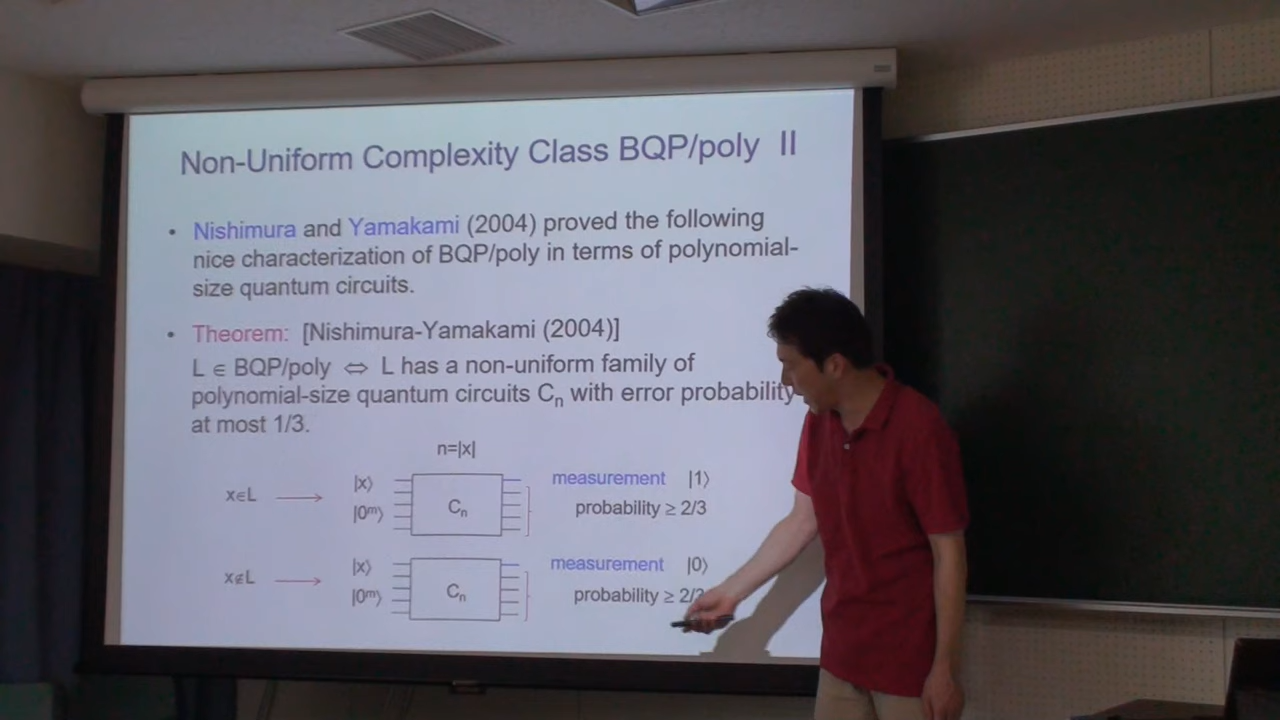 Non-Uniform Complexity Class BQP/poly II
• Nishimura and Yamakami (2004) proved the following
nice characterization of BQP/poly in terms of polynomial-
size quantum circuits.
• Theorem: [Nishimura-Yamakami (2004)]
L ∈ BQP/poly ⇔ L has a non-uniform family of
polynomial-size quantum circuits Cn with error probability
at most 1/3.
n=|x|
x∈L |x⟩ measurement |1⟩
|0ᵐ⟩ Cn probability ≥ 2/3
x∉L |x⟩ measurement |0⟩
|0ᵐ⟩ Cn probability ≥ 2/3